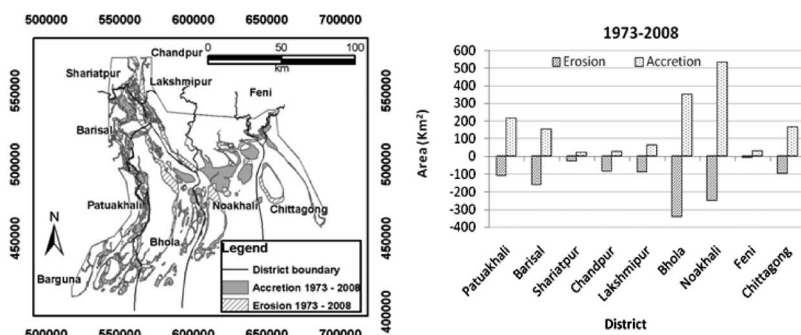 500000 550000 600000 650000 700000
Chandpur
0 50 100
km
Shariatpur
Lakshmipur
Feni
Barisal
Patuakhali
Noakhali
Chittagong
N
Bhola
Barguna
Legend
District boundary
Accretion 1973 - 2008
Erosion 1973 - 2008
550000
500000
450000
550000
500000
450000
400000
500000 550000 600000 650000 700000
1973-2008
Erosion Accretion
Area (Km²)
600
500
400
300
200
100
0
-100
-200
-300
-400
-500
Patuakhali
Barisal
Shariatpur
Chandpur
Lakshmipur
Bhola
Noakhali
Feni
Chittagong
District